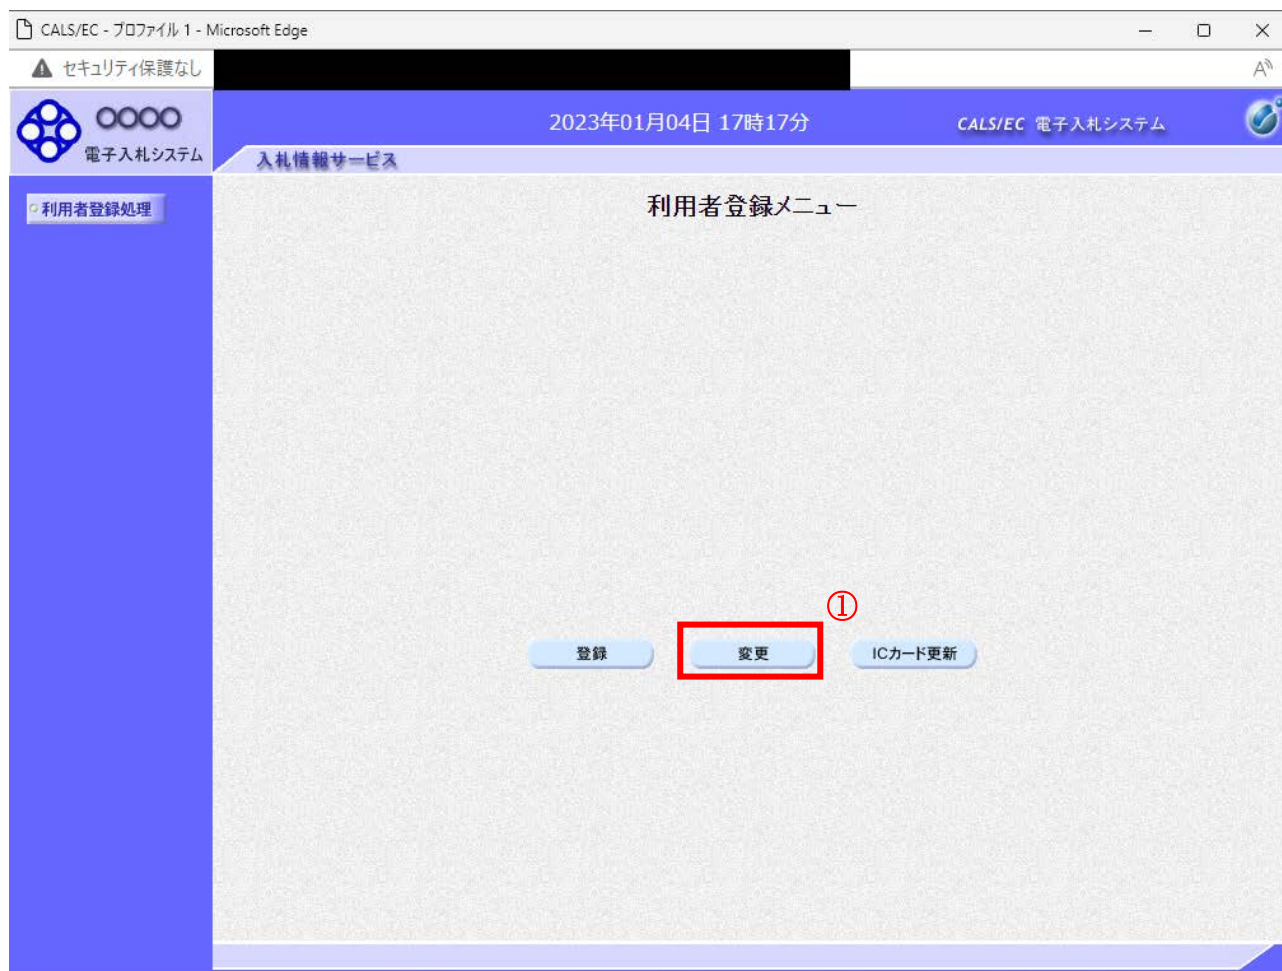 CALS/EC - プロファイル 1 - Microsoft Edge
セキュリティ保護なし
OOOO
電子入札システム
2023年01月04日 17時17分
CALS/EC 電子入札システム
入札情報サービス
利用者登録処理
利用者登録メニュー
①
登録
変更
ICカード更新